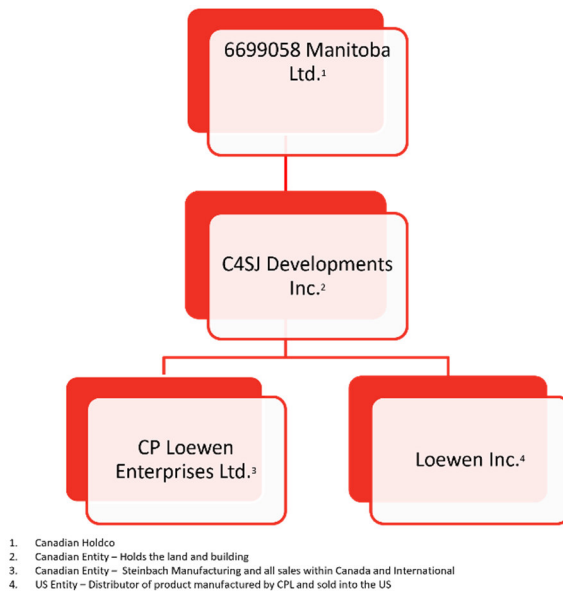 6699058 Manitoba
Ltd.1
C4SJ Developments
Inc.2
CP Loewen
Enterprises Ltd.3
Loewen Inc.4
1. Canadian Holdco
2. Canadian Entity – Holds the land and building
3. Canadian Entity – Steinbach Manufacturing and all sales within Canada and International
4. US Entity – Distributor of product manufactured by CPL and sold into the US